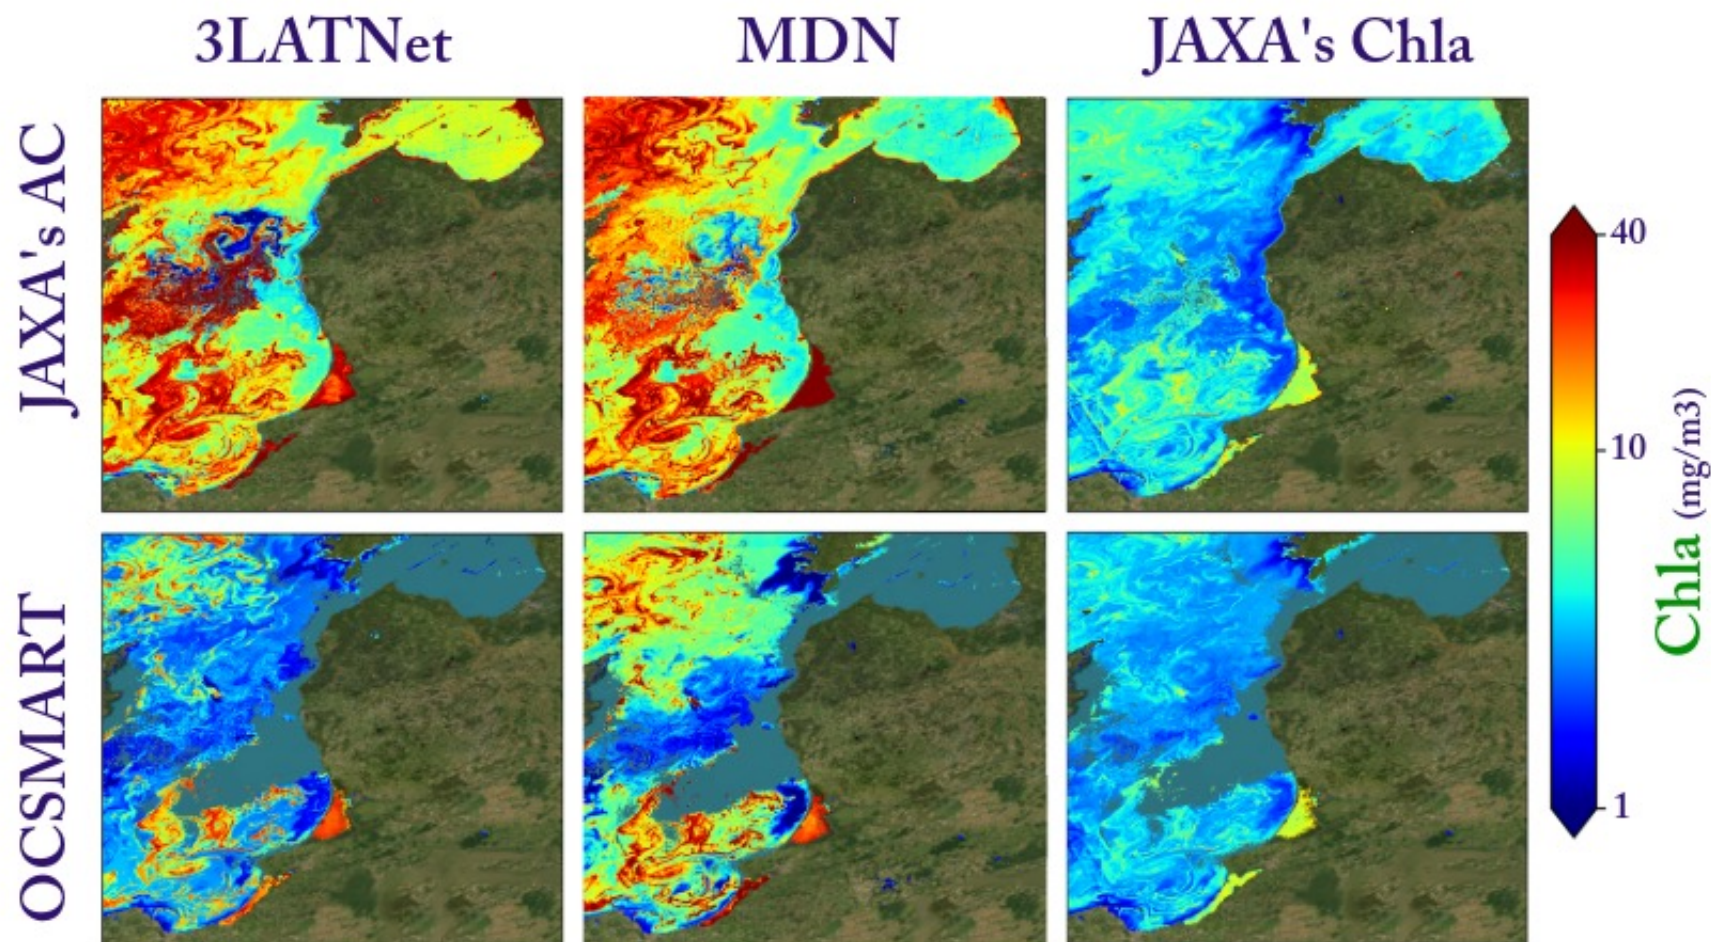 3LATNet
MDN
JAXA's Chla
JAXA's AC
OCSMART
40
10
1
Chla (mg/m3)